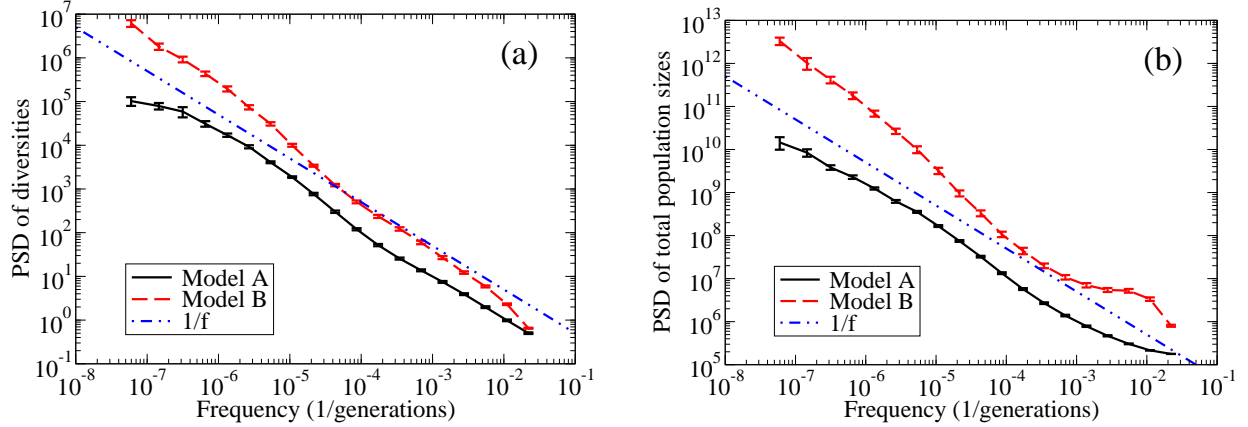 (a)
PSD of diversities
10^7
10^6
10^5
10^4
10^3
10^2
10^1
10^0
10^-1
Model A
Model B
1/f
10^-8 10^-7 10^-6 10^-5 10^-4 10^-3 10^-2 10^-1
Frequency (1/generations)
(b)
PSD of total population sizes
10^13
10^12
10^11
10^10
10^9
10^8
10^7
10^6
10^5
Model A
Model B
1/f
10^-8 10^-7 10^-6 10^-5 10^-4 10^-3 10^-2 10^-1
Frequency (1/generations)